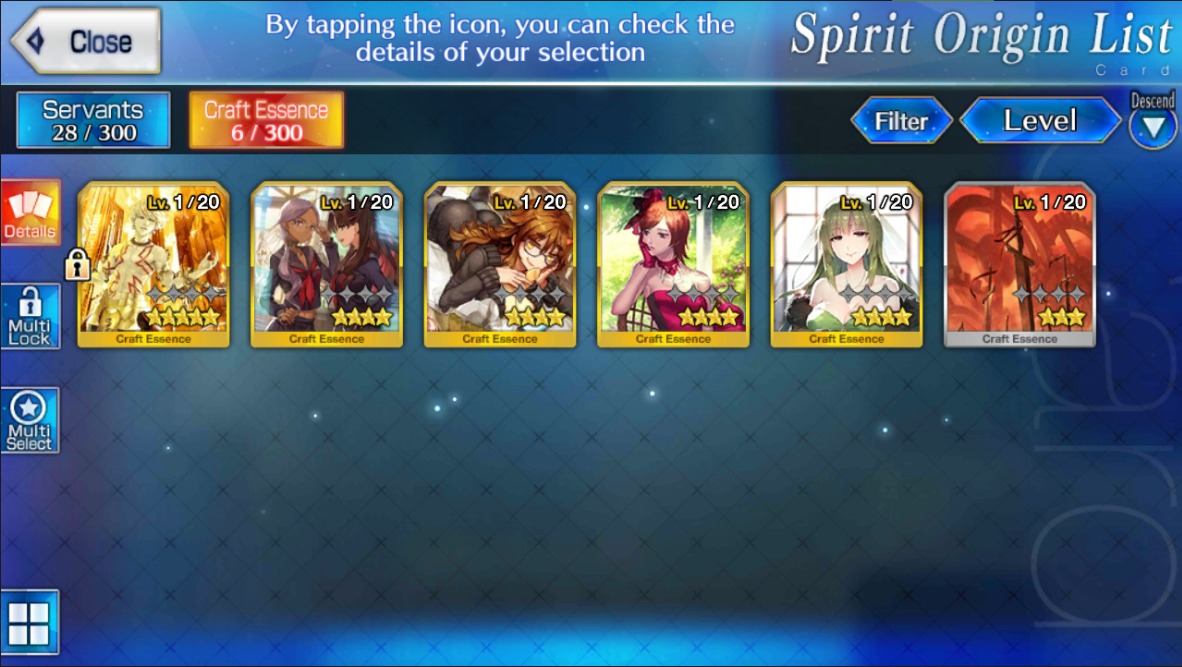 Close
By tapping the icon, you can check the
details of your selection
Spirit Origin List
Card
Servants
28 / 300
Craft Essence
6 / 300
Filter
Level
Descend
Details
Multi
Lock
Multi
Select
Lv. 1/20
Craft Essence
Lv. 1/20
Craft Essence
Lv. 1/20
Craft Essence
Lv. 1/20
Craft Essence
Lv. 1/20
Craft Essence
Lv. 1/20
Craft Essence
Card